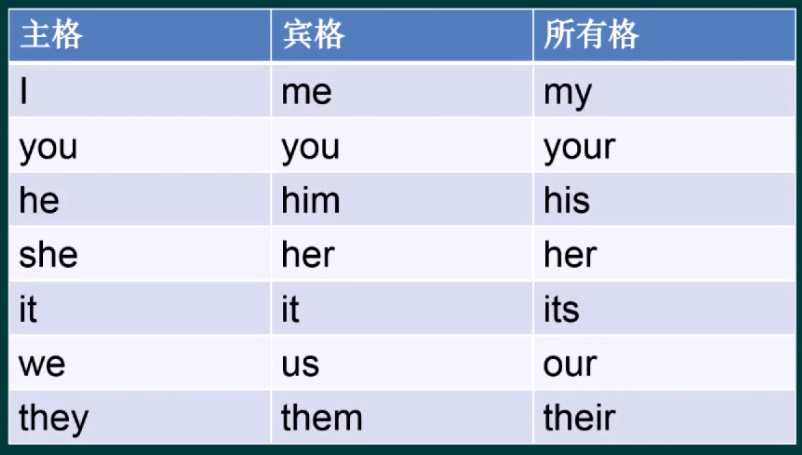 主格 宾格 所有格
I me my
you you your
he him his
she her her
it it its
we us our
they them their